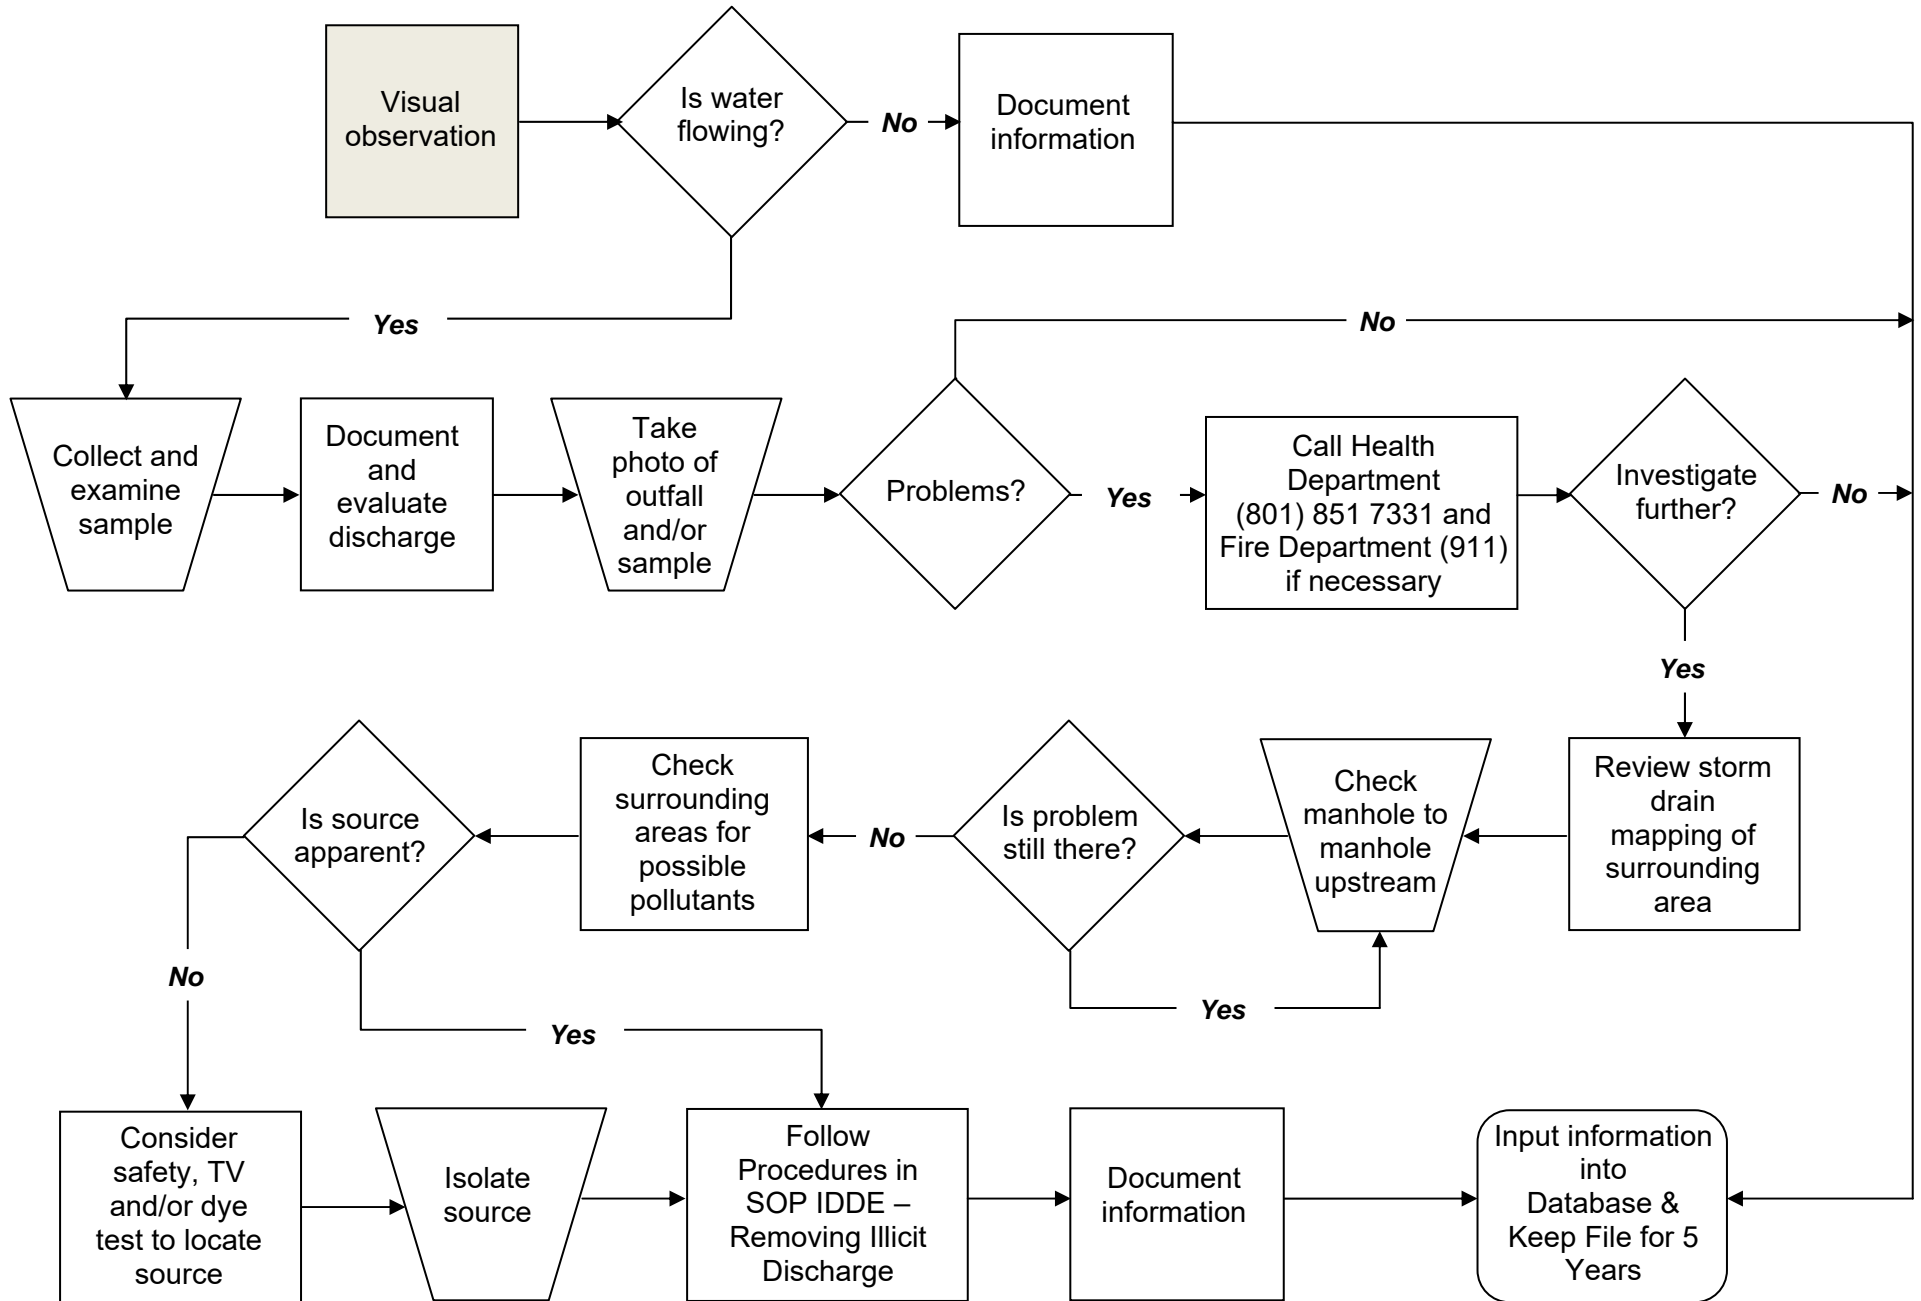 Visual
observation
Is water
flowing?
No
Document
information
Yes
No
Collect and
examine
sample
Document
and
evaluate
discharge
Take
photo of
outfall
and/or
sample
Problems?
Yes
Call Health
Department
(801) 851 7331 and
Fire Department (911)
if necessary
Investigate
further?
No
Yes
Review storm
drain
mapping of
surrounding
area
Check
manhole to
manhole
upstream
Is problem
still there?
Yes
No
Check
surrounding
areas for
possible
pollutants
Is source
apparent?
No
Yes
Consider
safety, TV
and/or dye
test to locate
source
Isolate
source
Follow
Procedures in
SOP IDDE –
Removing Illicit
Discharge
Document
information
Input information
into
Database &
Keep File for 5
Years